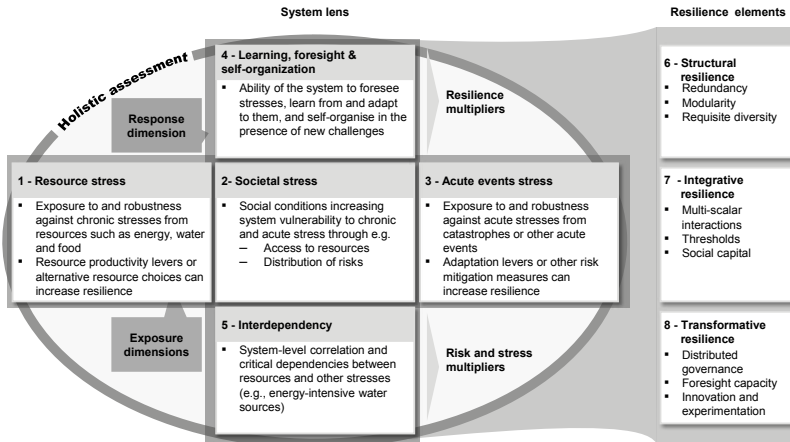 System lens
Resilience elements
Holistic assessment
4 - Learning, foresight &
self-organization
▪ Ability of the system to foresee
stresses, learn from and adapt
to them, and self-organise in the
presence of new challenges
Response
dimension
Resilience
multipliers
1 - Resource stress
▪ Exposure to and robustness
against chronic stresses from
resources such as energy, water
and food
▪ Resource productivity levers or
alternative resource choices can
increase resilience
2- Societal stress
▪ Social conditions increasing
system vulnerability to chronic
and acute stress through e.g.
– Access to resources
– Distribution of risks
3 - Acute events stress
▪ Exposure to and robustness
against acute stresses from
catastrophes or other acute
events
▪ Adaptation levers or other risk
mitigation measures can
increase resilience
Exposure
dimensions
5 - Interdependency
▪ System-level correlation and
critical dependencies between
resources and other stresses
(e.g., energy-intensive water
sources)
Risk and stress
multipliers
6 - Structural
resilience
▪ Redundancy
▪ Modularity
▪ Requisite diversity
7 - Integrative
resilience
▪ Multi-scalar
interactions
▪ Thresholds
▪ Social capital
8 - Transformative
resilience
▪ Distributed
governance
▪ Foresight capacity
▪ Innovation and
experimentation